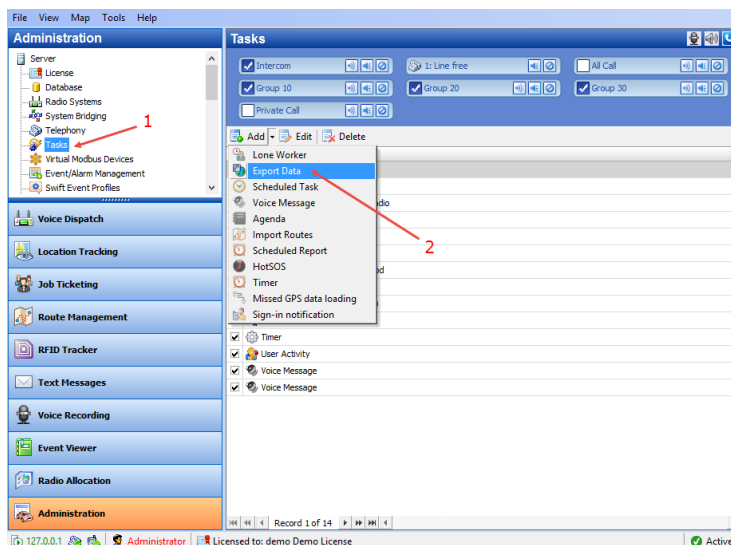 File View Map Tools Help
Administration
Server
License
Database
Radio Systems
System Bridging
Telephony
Tasks
Virtual Modbus Devices
Event/Alarm Management
Swift Event Profiles
1
Voice Dispatch
Location Tracking
Job Ticketing
Route Management
RFID Tracker
Text Messages
Voice Recording
Event Viewer
Radio Allocation
Administration
Tasks
Intercom 1: Line free All Call
Group 10 Group 20 Group 30
Private Call
Add Edit Delete
Lone Worker
Export Data
Scheduled Task
Voice Message
Agenda
Import Routes
Scheduled Report
HotSOS
Timer
Missed GPS data loading
Sign-in notification
2
Timer
User Activity
Voice Message
Voice Message
Record 1 of 14
127.0.0.1 Administrator Licensed to: demo Demo License Active